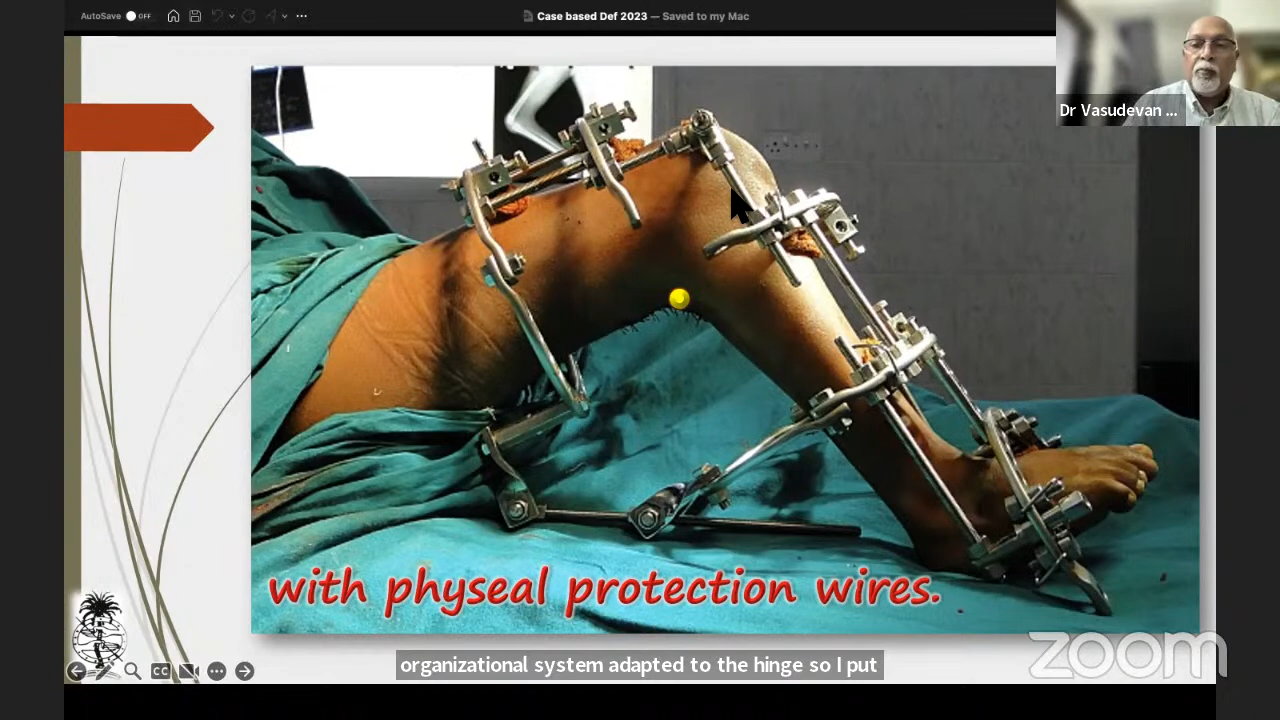 AutoSave OFF
Case based Def 2023 — Saved to my Mac
Dr Vasudevan ...
with physeal protection wires.
CC
zoom
organizational system adapted to the hinge so I put